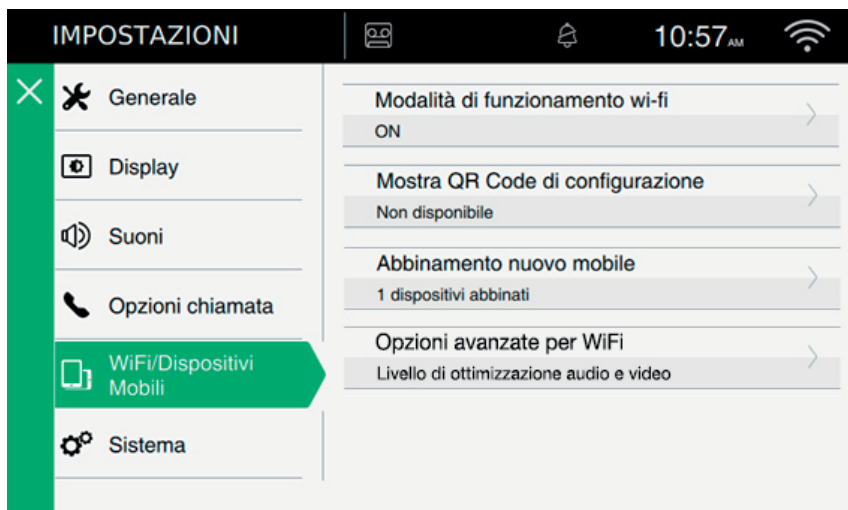 IMPOSTAZIONI
10:57 AM
Generale
Display
Suoni
Opzioni chiamata
WiFi/Dispositivi
Mobili
Sistema
Modalità di funzionamento wi-fi
ON
Mostra QR Code di configurazione
Non disponibile
Abbinamento nuovo mobile
1 dispositivi abbinati
Opzioni avanzate per WiFi
Livello di ottimizzazione audio e video